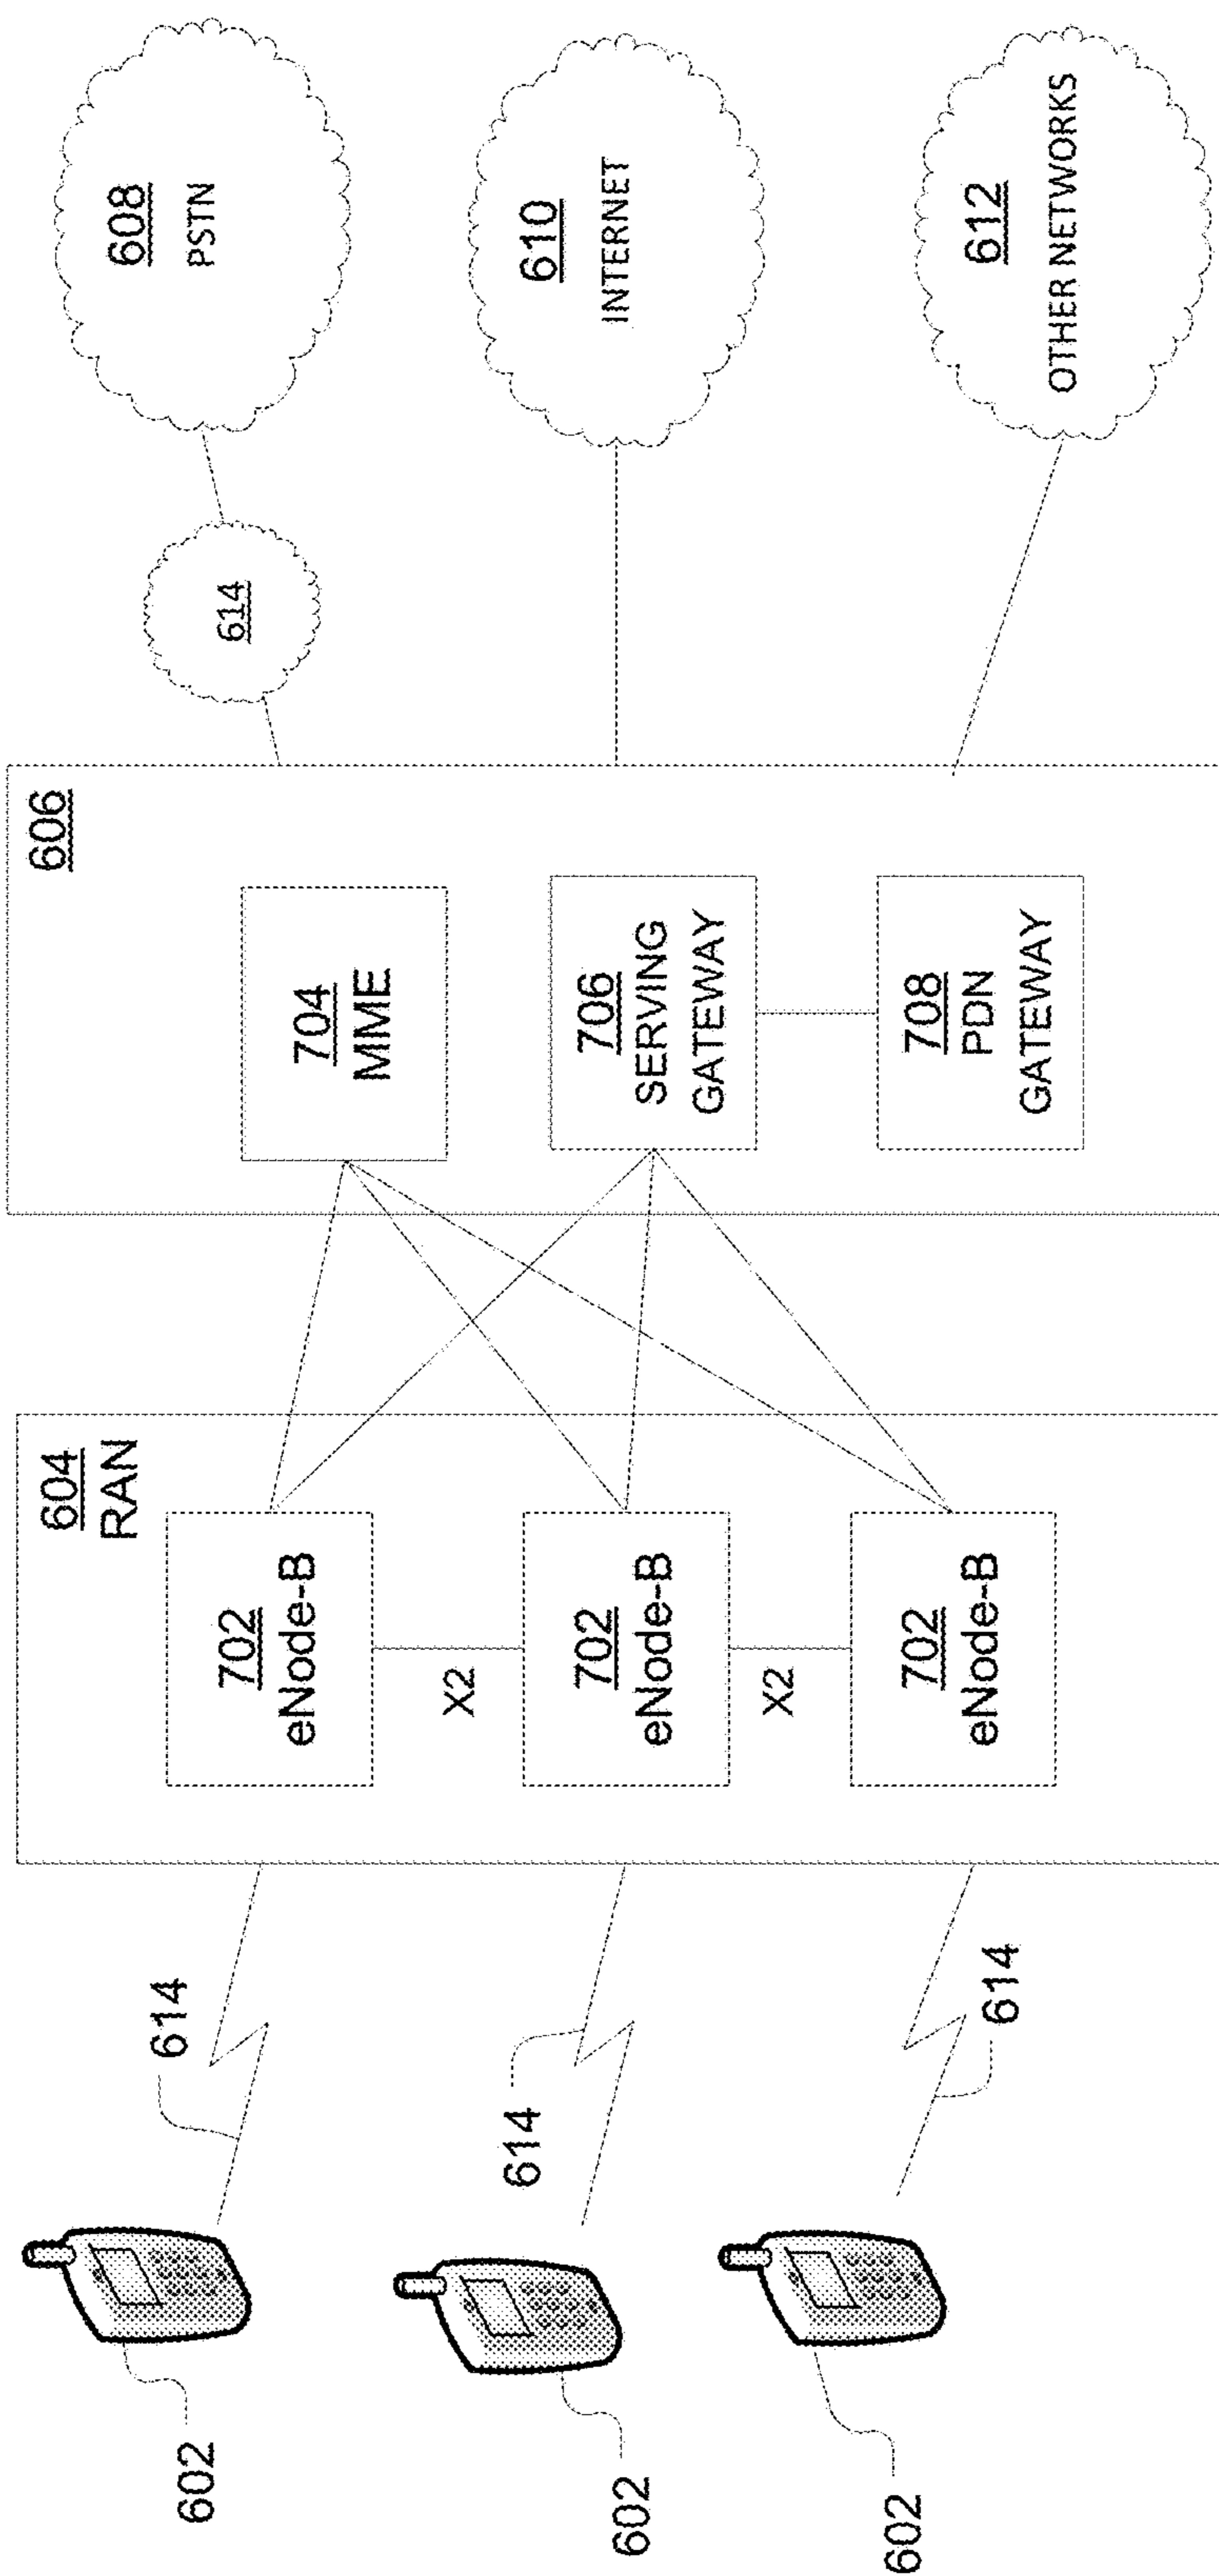 602
602
602
614
614
614
604
RAN
702
eNode-B
X2
702
eNode-B
X2
702
eNode-B
606
704
MME
706
SERVING
GATEWAY
708
PDN
GATEWAY
614
608
PSTN
610
INTERNET
612
OTHER NETWORKS